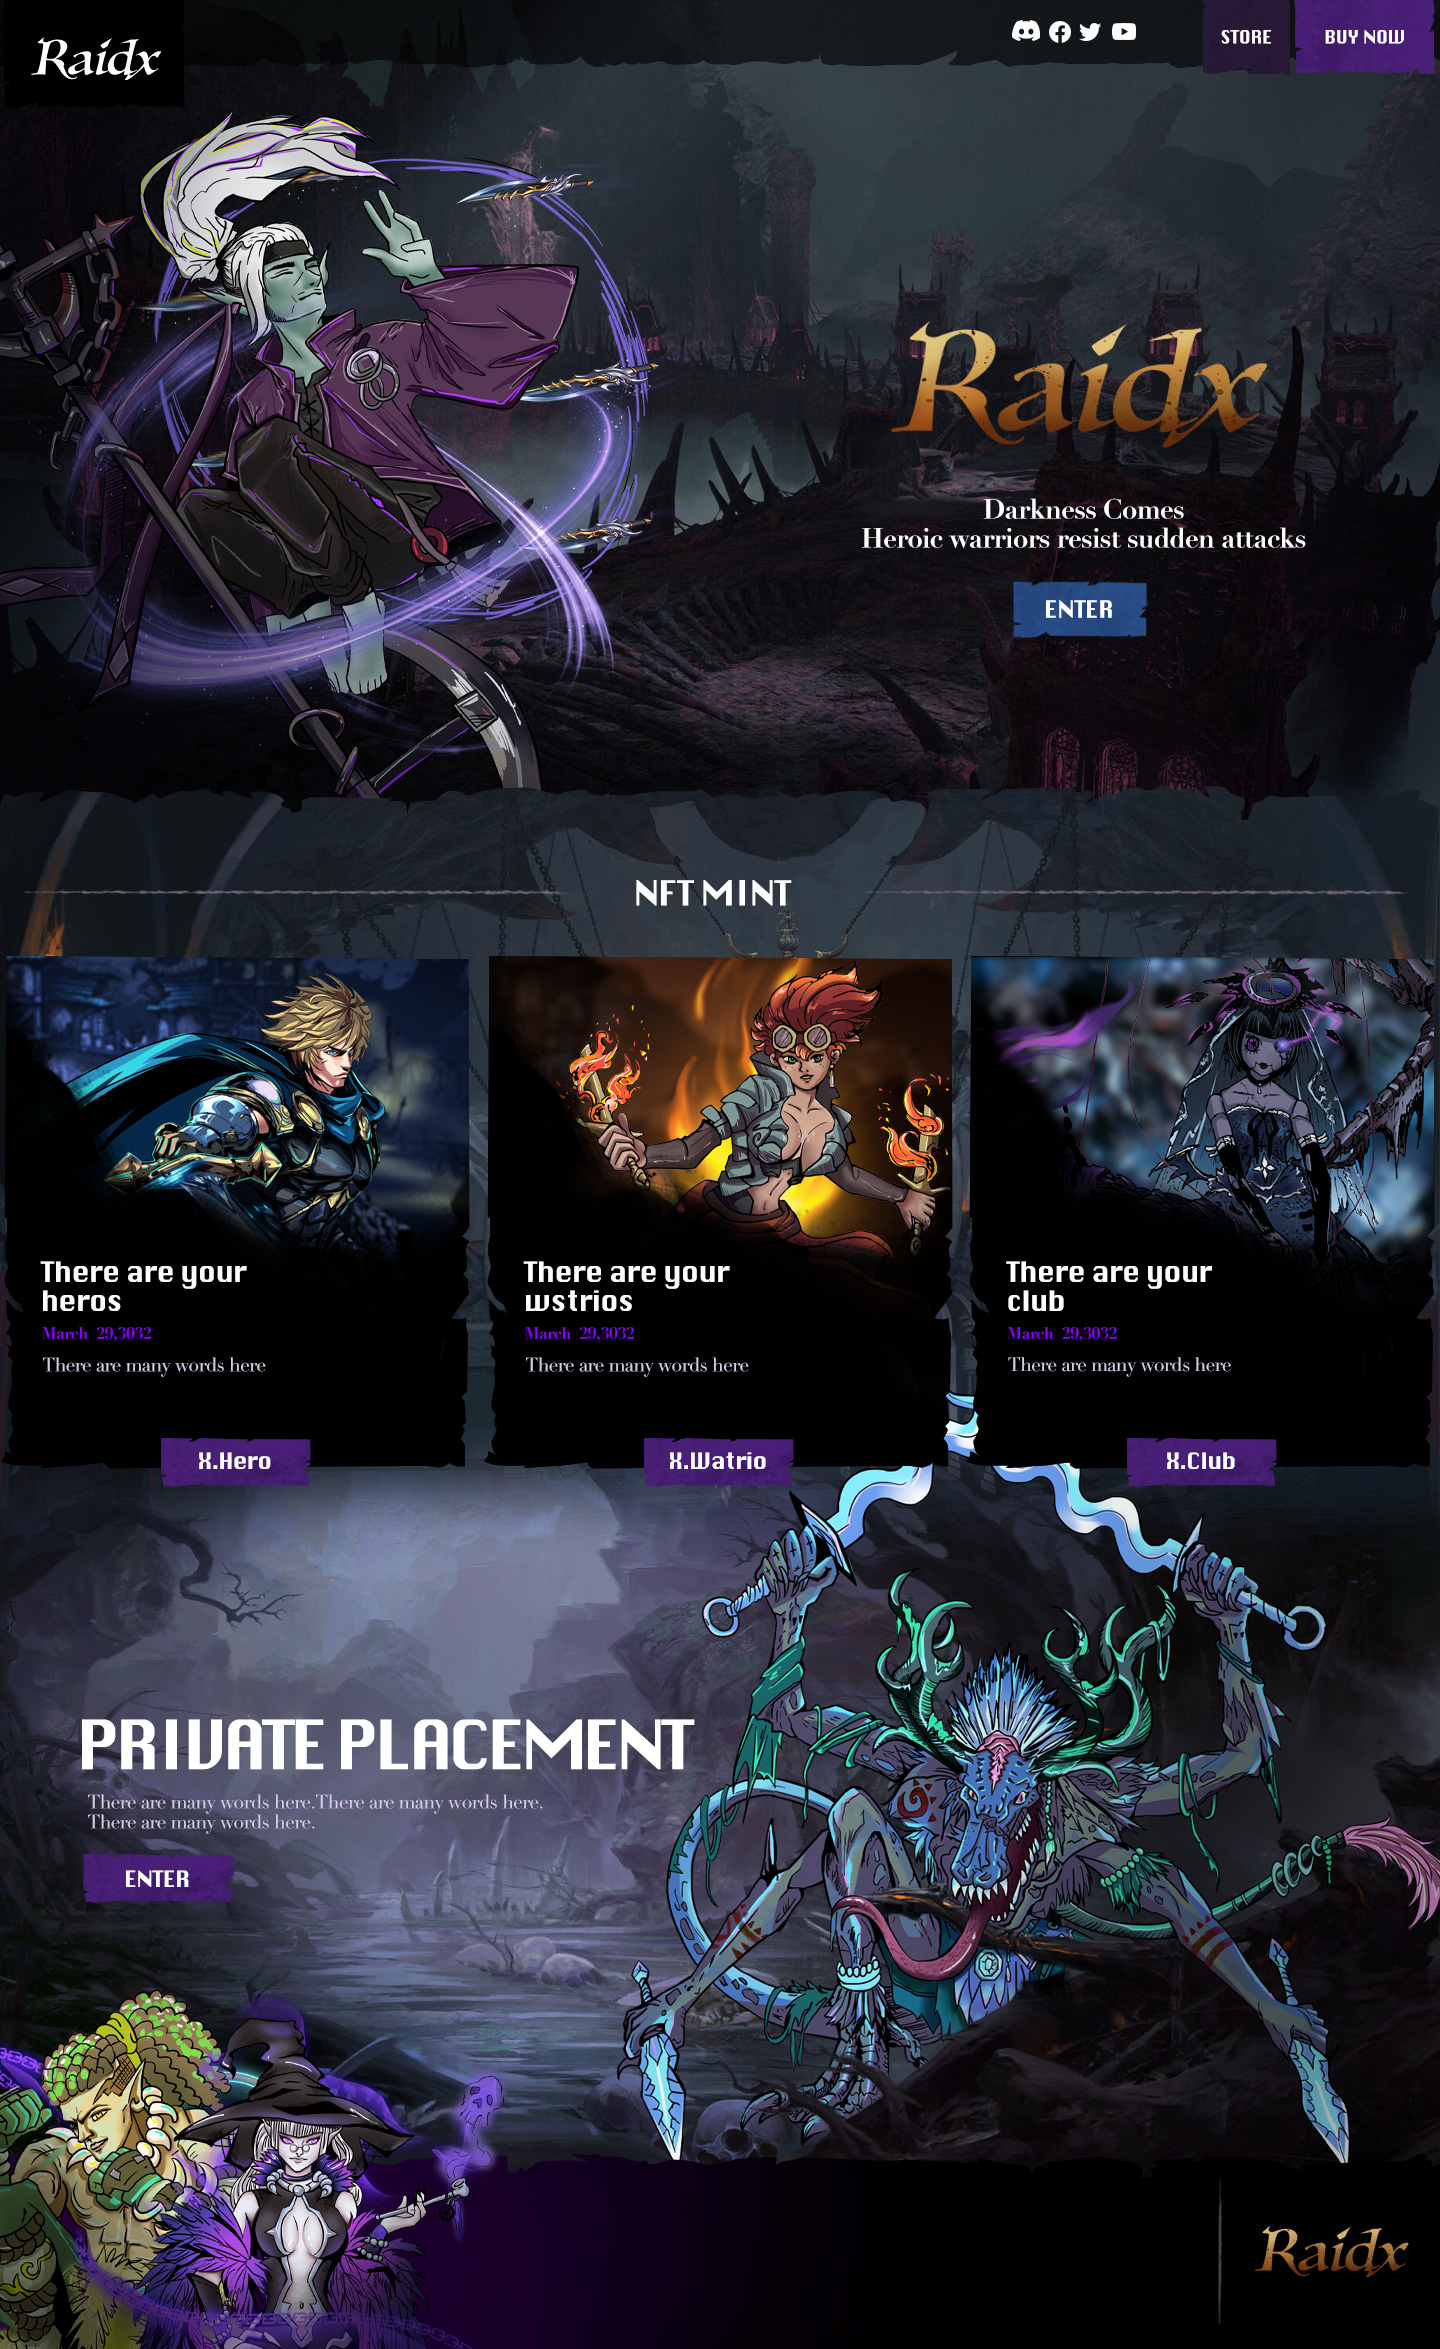 Raidx
STORE
BUY NOW
Raidx
Darkness Comes
Heroic warriors resist sudden attacks
ENTER
NFT MINT
There are your
heros
March 29,3032
There are many words here
X.Hero
There are your
wstrios
March 29,3032
There are many words here
X.Watrio
There are your
club
March 29,3032
There are many words here
X.Club
PRIVATE PLACEMENT
There are many words here.There are many words here.
There are many words here.
ENTER
Raidx